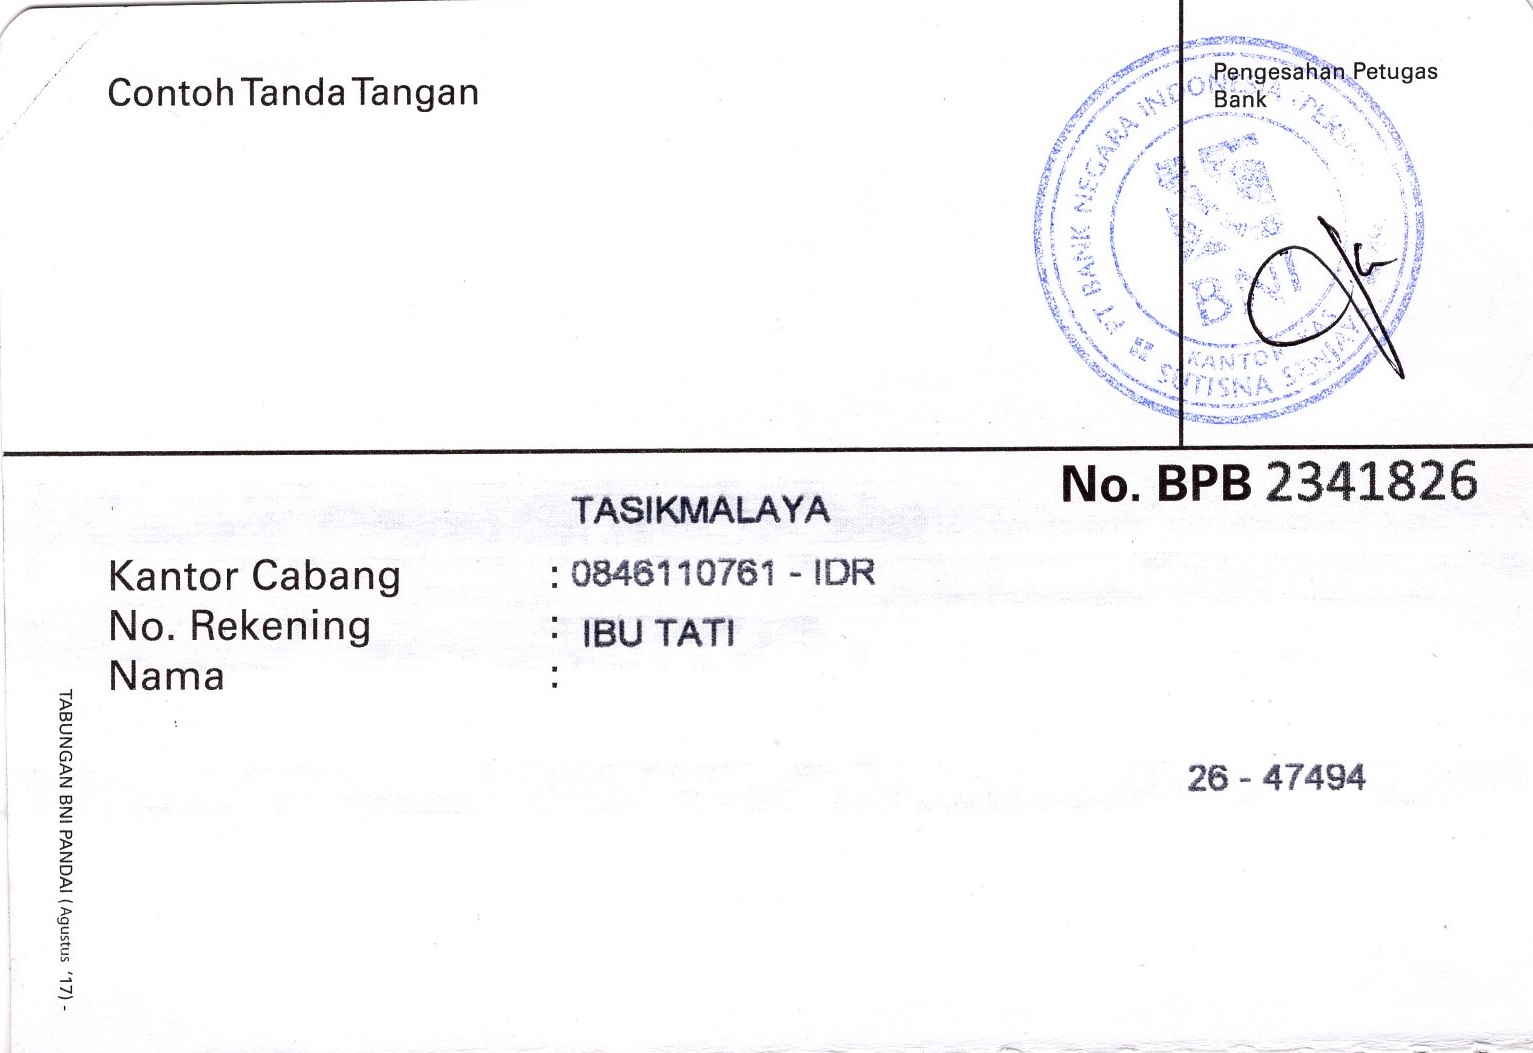 Contoh Tanda Tangan
Pengesahan Petugas
Bank
PT BANK NEGARA INDONESIA (PERSE
BNI
KANTOR KAS
SUTISNA SENJAYA
No. BPB 2341826
TASIKMALAYA
Kantor Cabang : 0846110761 - IDR
No. Rekening : IBU TATI
Nama :
26 - 47494
TABUNGAN BNI PANDAI (Agustus '17) -